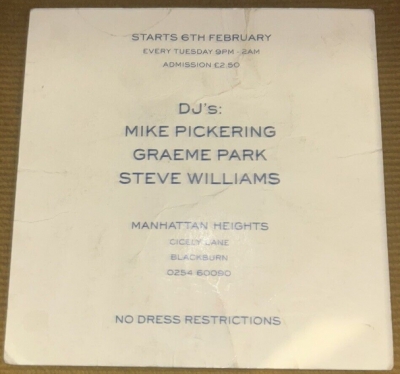 STARTS 6TH FEBRUARY
EVERY TUESDAY 9PM - 2AM
ADMISSION £2.50
DJ's:
MIKE PICKERING
GRAEME PARK
STEVE WILLIAMS
MANHATTAN HEIGHTS
CICELY LANE
BLACKBURN
0254 60090
NO DRESS RESTRICTIONS